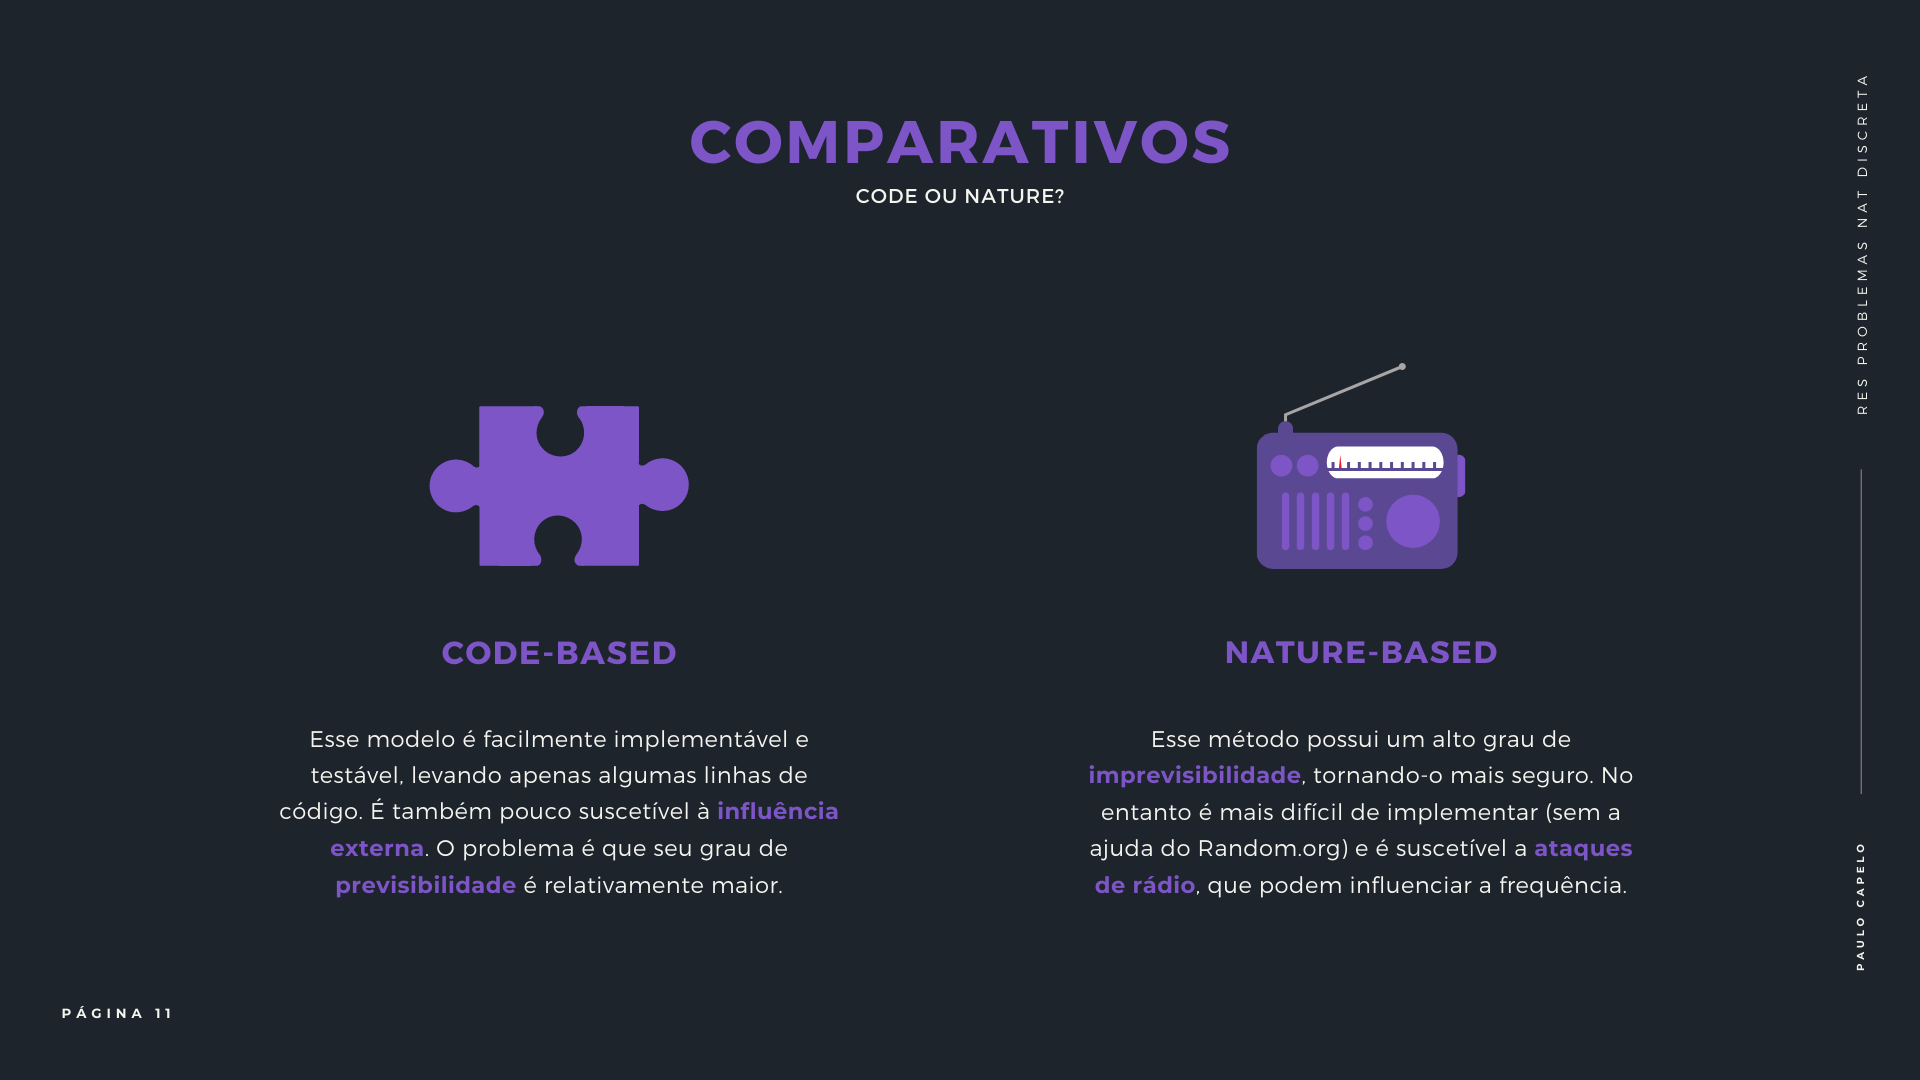 COMPARATIVOS
CODE OU NATURE?
CODE-BASED
Esse modelo é facilmente implementável e
testável, levando apenas algumas linhas de
código. É também pouco suscetível à influência
externa. O problema é que seu grau de
previsibilidade é relativamente maior.
NATURE-BASED
Esse método possui um alto grau de
imprevisibilidade, tornando-o mais seguro. No
entanto é mais difícil de implementar (sem a
ajuda do Random.org) e é suscetível a ataques
de rádio, que podem influenciar a frequência.
RES PROBLEMAS NAT DISCRETA
PAULO CAPELO
PÁGINA 11